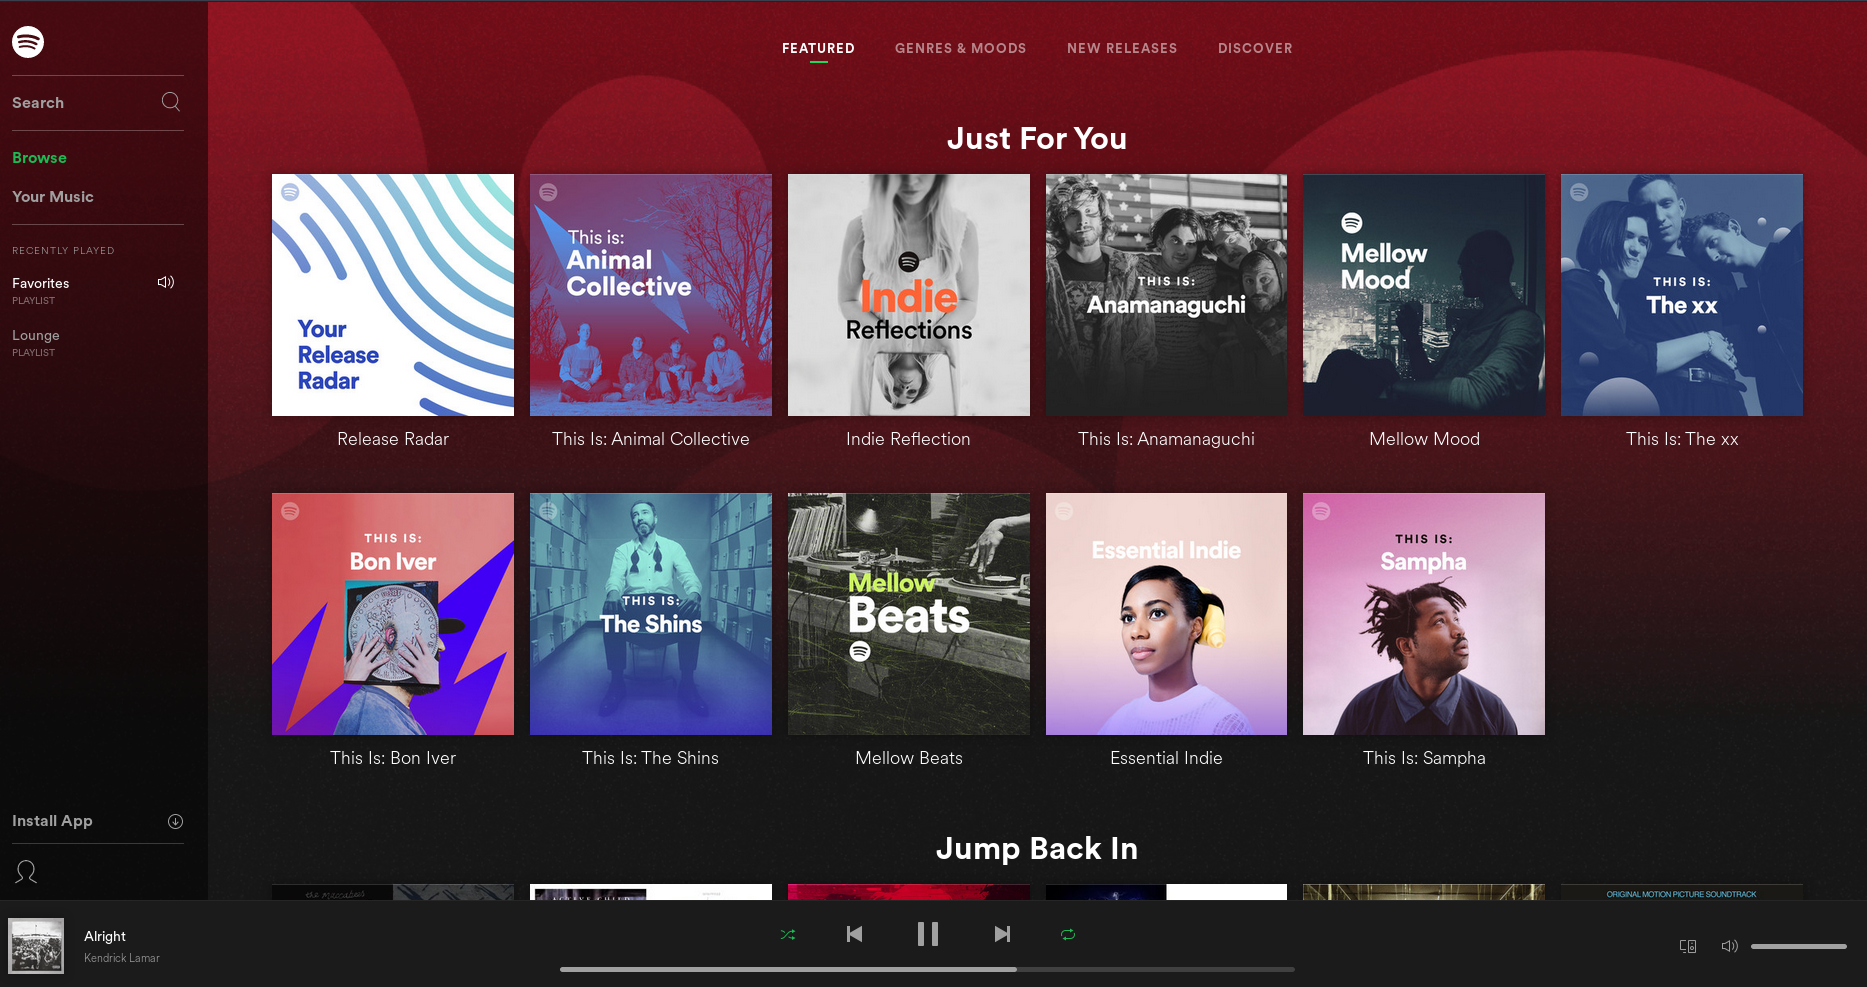 FEATURED
GENRES & MOODS
NEW RELEASES
DISCOVER
Search
Browse
Your Music
RECENTLY PLAYED
Favorites
PLAYLIST
Lounge
PLAYLIST
Install App
Just For You
Your
Release
Radar
This is:
Animal
Collective
Indie
Reflections
THIS IS:
Anamanaguchi
Mellow
Mood
THIS IS:
The xx
Release Radar
This Is: Animal Collective
Indie Reflection
This Is: Anamanaguchi
Mellow Mood
This Is: The xx
THIS IS:
Bon Iver
THIS IS:
The Shins
Mellow
Beats
Essential Indie
THIS IS:
Sampha
This Is: Bon Iver
This Is: The Shins
Mellow Beats
Essential Indie
This Is: Sampha
Jump Back In
the maccabees
ACTIVE CHILD
ORIGINAL MOTION PICTURE SOUNDTRACK
Alright
Kendrick Lamar